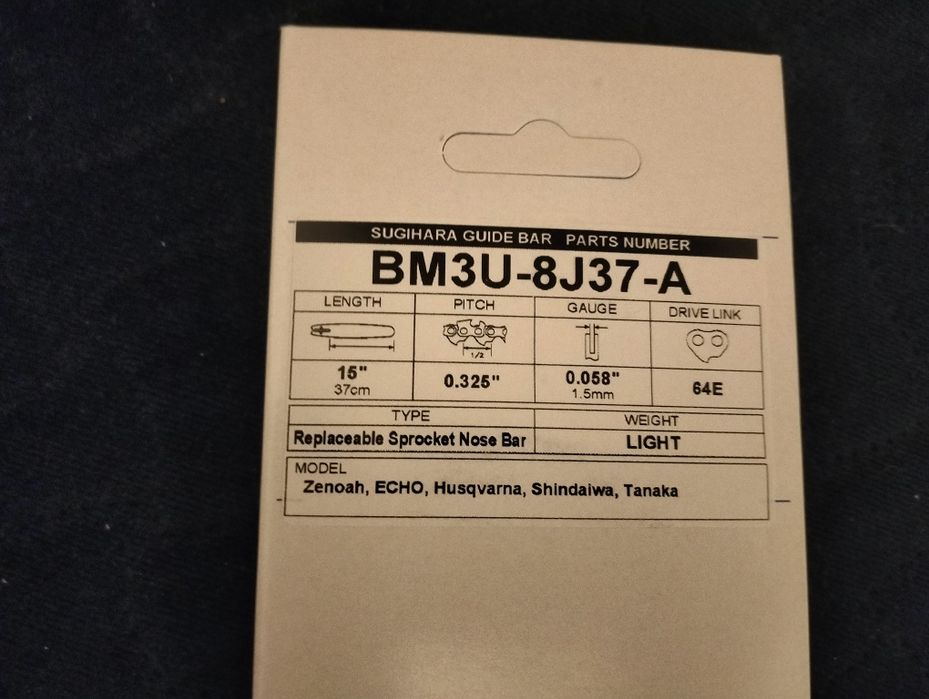 SUGIHARA GUIDE BAR PARTS NUMBER
BM3U-8J37-A
LENGTH PITCH GAUGE DRIVE LINK
1/2
15" 0.325" 0.058" 64E
37cm 1.5mm
TYPE WEIGHT
Replaceable Sprocket Nose Bar LIGHT
MODEL
Zenoah, ECHO, Husqvarna, Shindaiwa, Tanaka